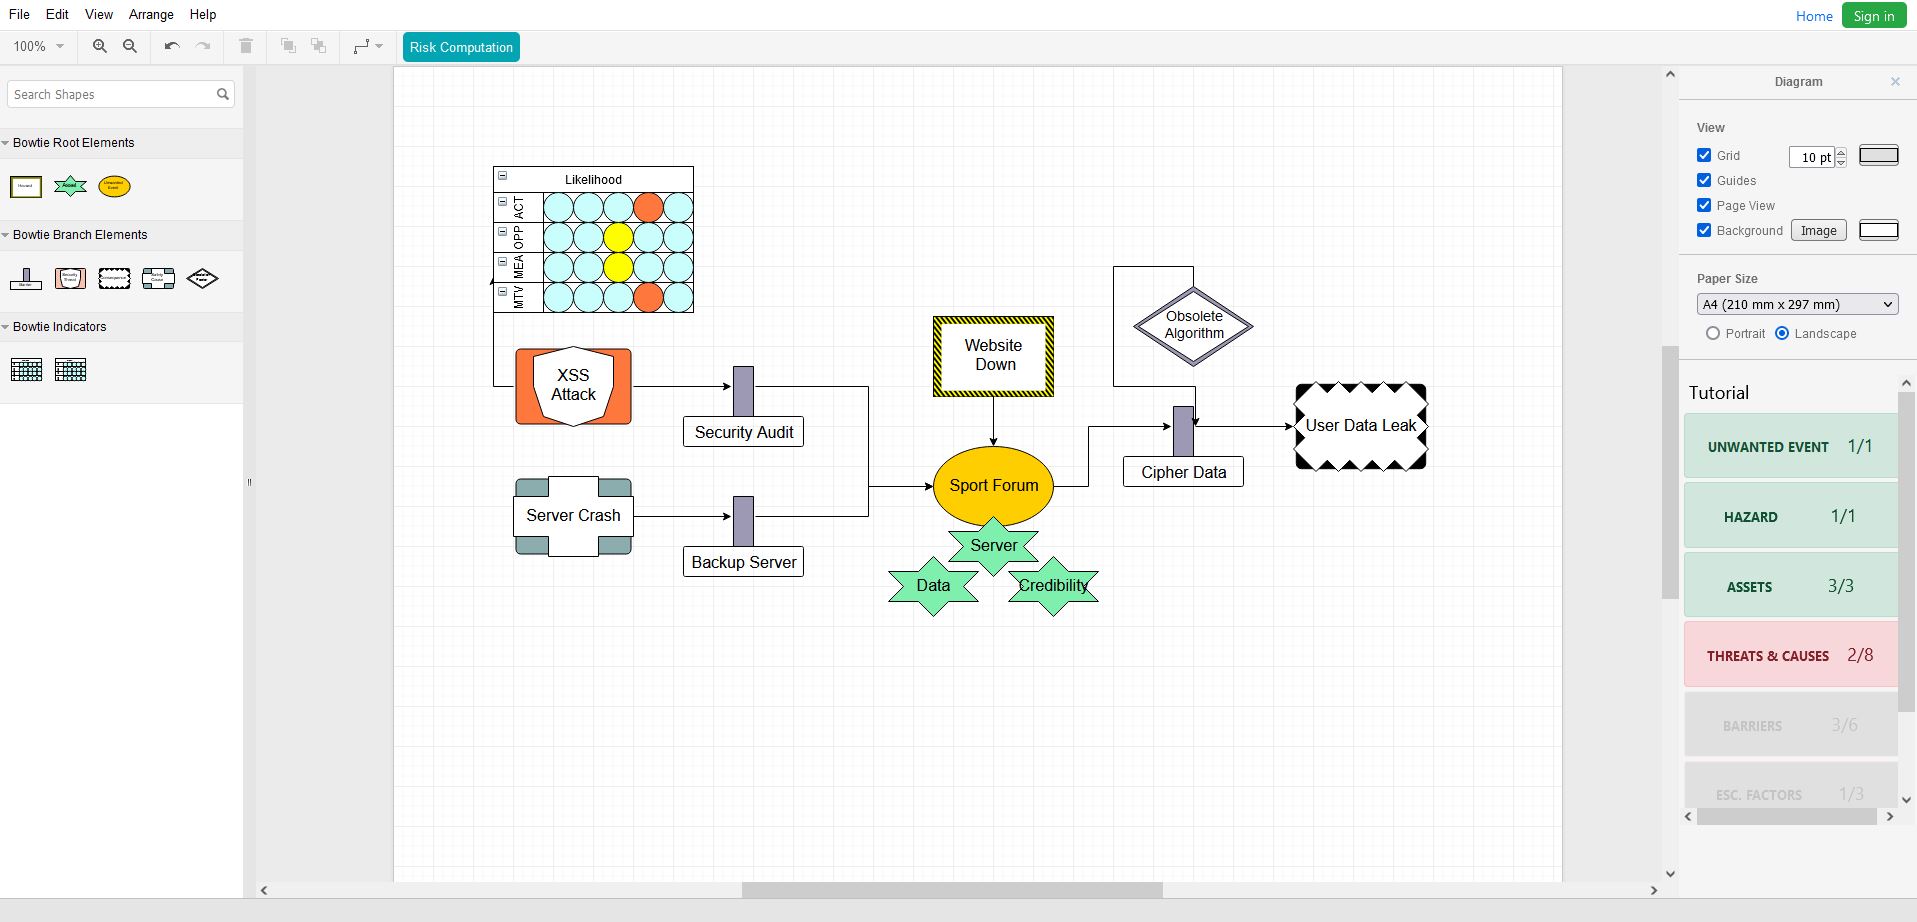 File Edit View Arrange Help
Home Sign in
100% Risk Computation
Search Shapes
Bowtie Root Elements
Bowtie Branch Elements
Bowtie Indicators
Likelihood
ACT
OPP
MEA
MTV
XSS
Attack
Security Audit
Server Crash
Backup Server
Website
Down
Sport Forum
Server
Data
Credibility
Obsolete
Algorithm
Cipher Data
User Data Leak
Diagram
View
Grid 10 pt
Guides
Page View
Background Image
Paper Size
A4 (210 mm x 297 mm)
Portrait Landscape
Tutorial
UNWANTED EVENT 1/1
HAZARD 1/1
ASSETS 3/3
THREATS & CAUSES 2/8
BARRIERS 3/6
ESC. FACTORS 1/3